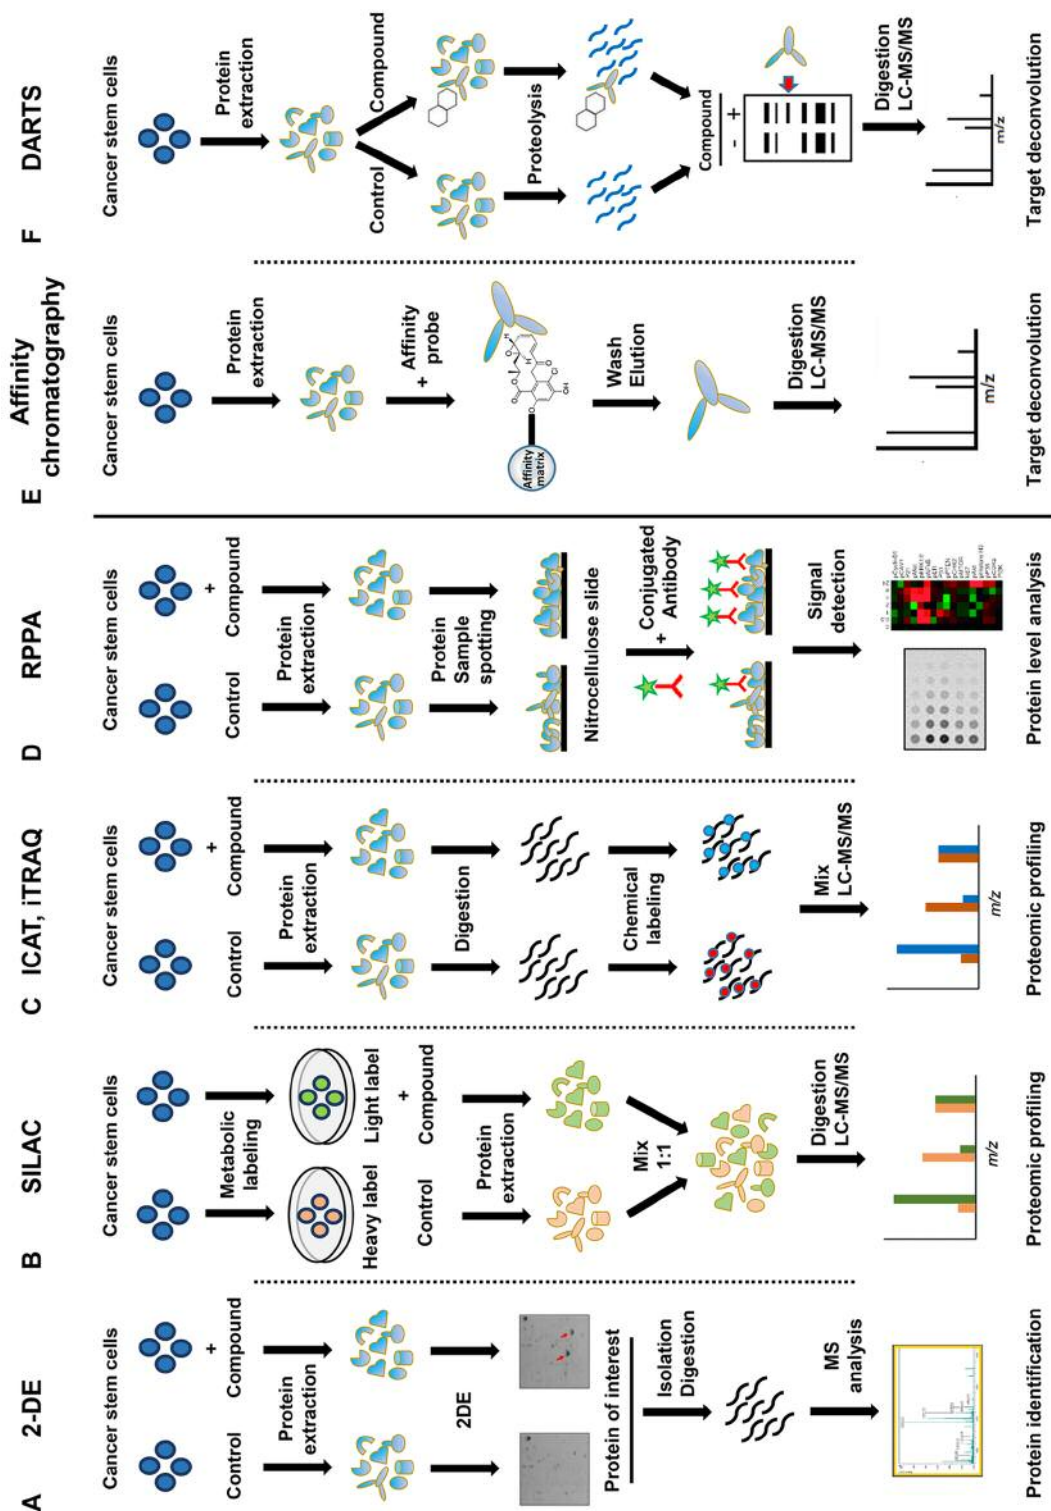 A 2-DE
Cancer stem cells
Control
+
Compound
Protein
extraction
2DE
Protein of interest
Isolation
Digestion
MS
analysis
Protein identification
B SILAC
Cancer stem cells
Metabolic
labeling
Heavy label
Light label
Control
+
Compound
Protein
extraction
Mix
1:1
Digestion
LC-MS/MS
m/z
Proteomic profiling
C ICAT, iTRAQ
Cancer stem cells
Control
+
Compound
Protein
extraction
Digestion
Chemical
labeling
Mix
LC-MS/MS
m/z
Proteomic profiling
D RPPA
Cancer stem cells
Control
+
Compound
Protein
extraction
Protein
Sample
spotting
Nitrocellulose slide
+ Conjugated
Antibody
Signal
detection
Protein level analysis
E Affinity
chromatography
Cancer stem cells
Protein
extraction
+ Affinity
probe
Affinity
matrix
O
O
O
O
H
H
Cl
OH
Wash
Elution
Digestion
LC-MS/MS
m/z
Target deconvolution
F DARTS
Cancer stem cells
Protein
extraction
Control
Compound
Proteolysis
Compound
- +
Digestion
LC-MS/MS
m/z
Target deconvolution